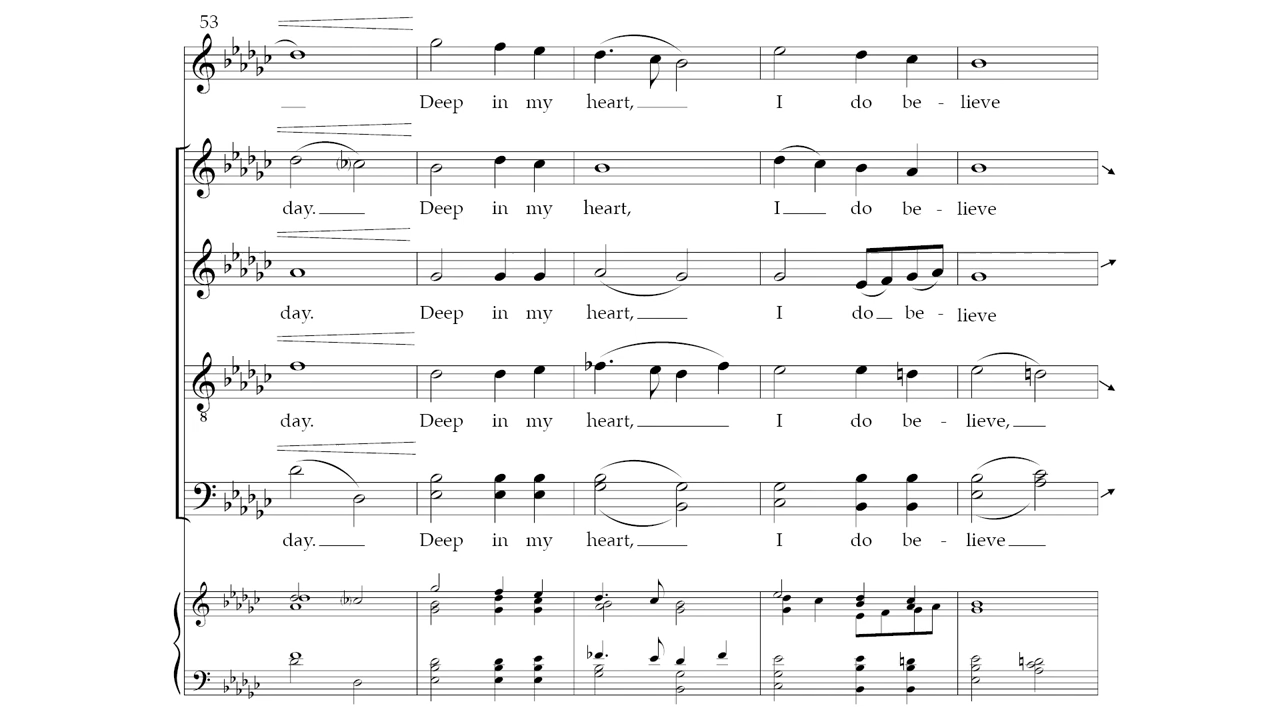 53
Deep in my heart, I do be - lieve
day. Deep in my heart, I do be - lieve
day. Deep in my heart, I do be - lieve
day. Deep in my heart, I do be - lieve,
8
day. Deep in my heart, I do be - lieve